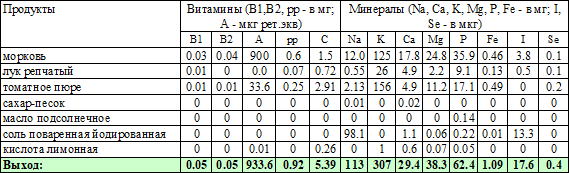 Продукты Витамины (B1,B2, pp - в мг; Минералы (Na, Ca, K, Mg, P, Fe - в мг; I,
A - мкг рет.экв) Se - в мкг)
B1 B2 A pp C Na K Ca Mg P Fe I Se
морковь 0.03 0.04 900 0.6 1.5 12.0 125 17.8 24.8 35.9 0.46 3.8 0.1
лук репчатый 0.01 0 0.0 0.07 0.72 0.55 26 4.9 2.2 9.1 0.13 0.5 0.1
томатное пюре 0.01 0.01 33.6 0.25 2.91 2.13 156 4.9 11.2 17.1 0.49 0 0.2
сахар-песок 0 0 0 0 0 0.01 0 0.02 0 0 0 0 0
масло подсолнечное 0 0 0 0 0 0 0 0 0 0.14 0 0 0
соль поваренная йодированная 0 0 0 0 0 98.1 0 1.1 0.06 0.22 0.01 13.3 0
кислота лимонная 0 0 0.01 0 0.26 0 1 0.6 0.07 0.05 0 0 0
Выход: 0.05 0.05 933.6 0.92 5.39 113 307 29.4 38.3 62.4 1.09 17.6 0.4